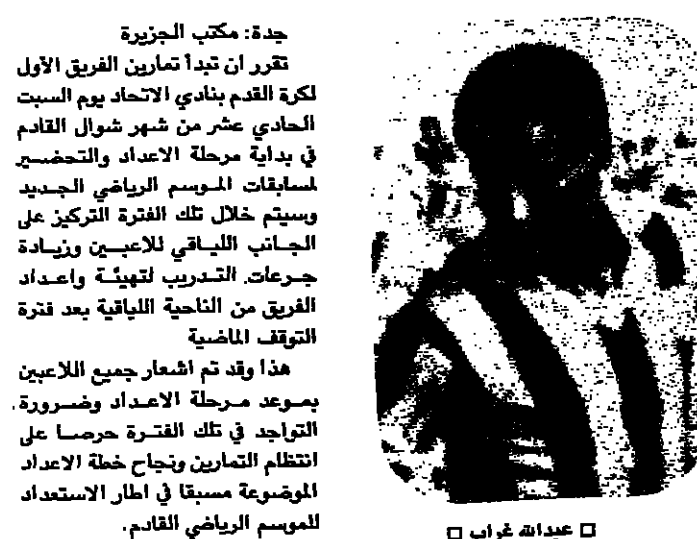 جدة: مكتب الجزيرة
تقرر ان تبدأ تمارين الفريق الأول
لكرة القدم بنادي الاتحاد يوم السبت
الحادي عشر من شهر شوال القادم
في بداية مرحلة الاعداد والتحضير
لمسابقات الموسم الرياضي الجديد
وسيتم خلال تلك الفترة التركيز على
الجانب اللياقي للاعبين وزيادة
جرعات. التدريب لتهيئة واعداد
الفريق من الناحية اللياقية بعد فترة
التوقف الماضية
هذا وقد تم اشعار جميع اللاعبين
بموعد مرحلة الاعداد وضرورة.
التواجد في تلك الفترة حرصا على
انتظام التمارين ونجاح خطة الاعداد
الموضوعة مسبقا في اطار الاستعداد
للموسم الرياضي القادم.
□ عبدالله غراب □